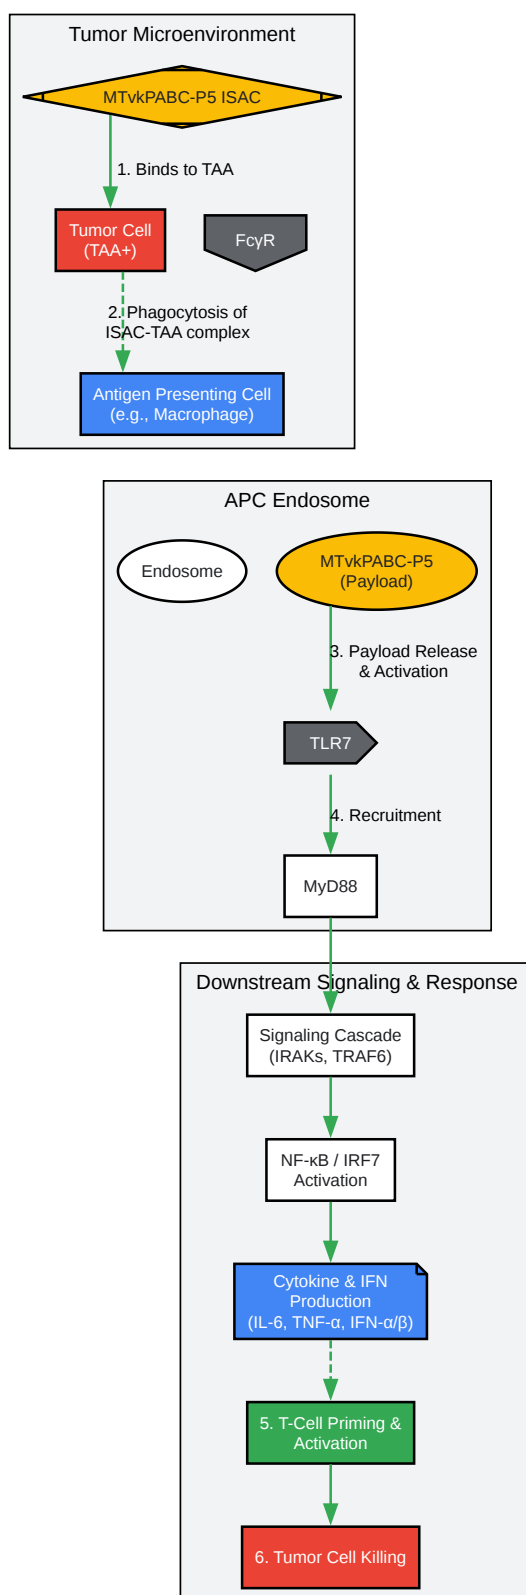 Tumor Microenvironment
MTvkPABC-P5 ISAC
1. Binds to TAA
Tumor Cell
(TAA+)
FcγR
2. Phagocytosis of
ISAC-TAA complex
Antigen Presenting Cell
(e.g., Macrophage)
APC Endosome
Endosome
MTvkPABC-P5
(Payload)
3. Payload Release
& Activation
TLR7
4. Recruitment
MyD88
Downstream Signaling & Response
Signaling Cascade
(IRAKs, TRAF6)
NF-κB / IRF7
Activation
Cytokine & IFN
Production
(IL-6, TNF-α, IFN-α/β)
5. T-Cell Priming &
Activation
6. Tumor Cell Killing